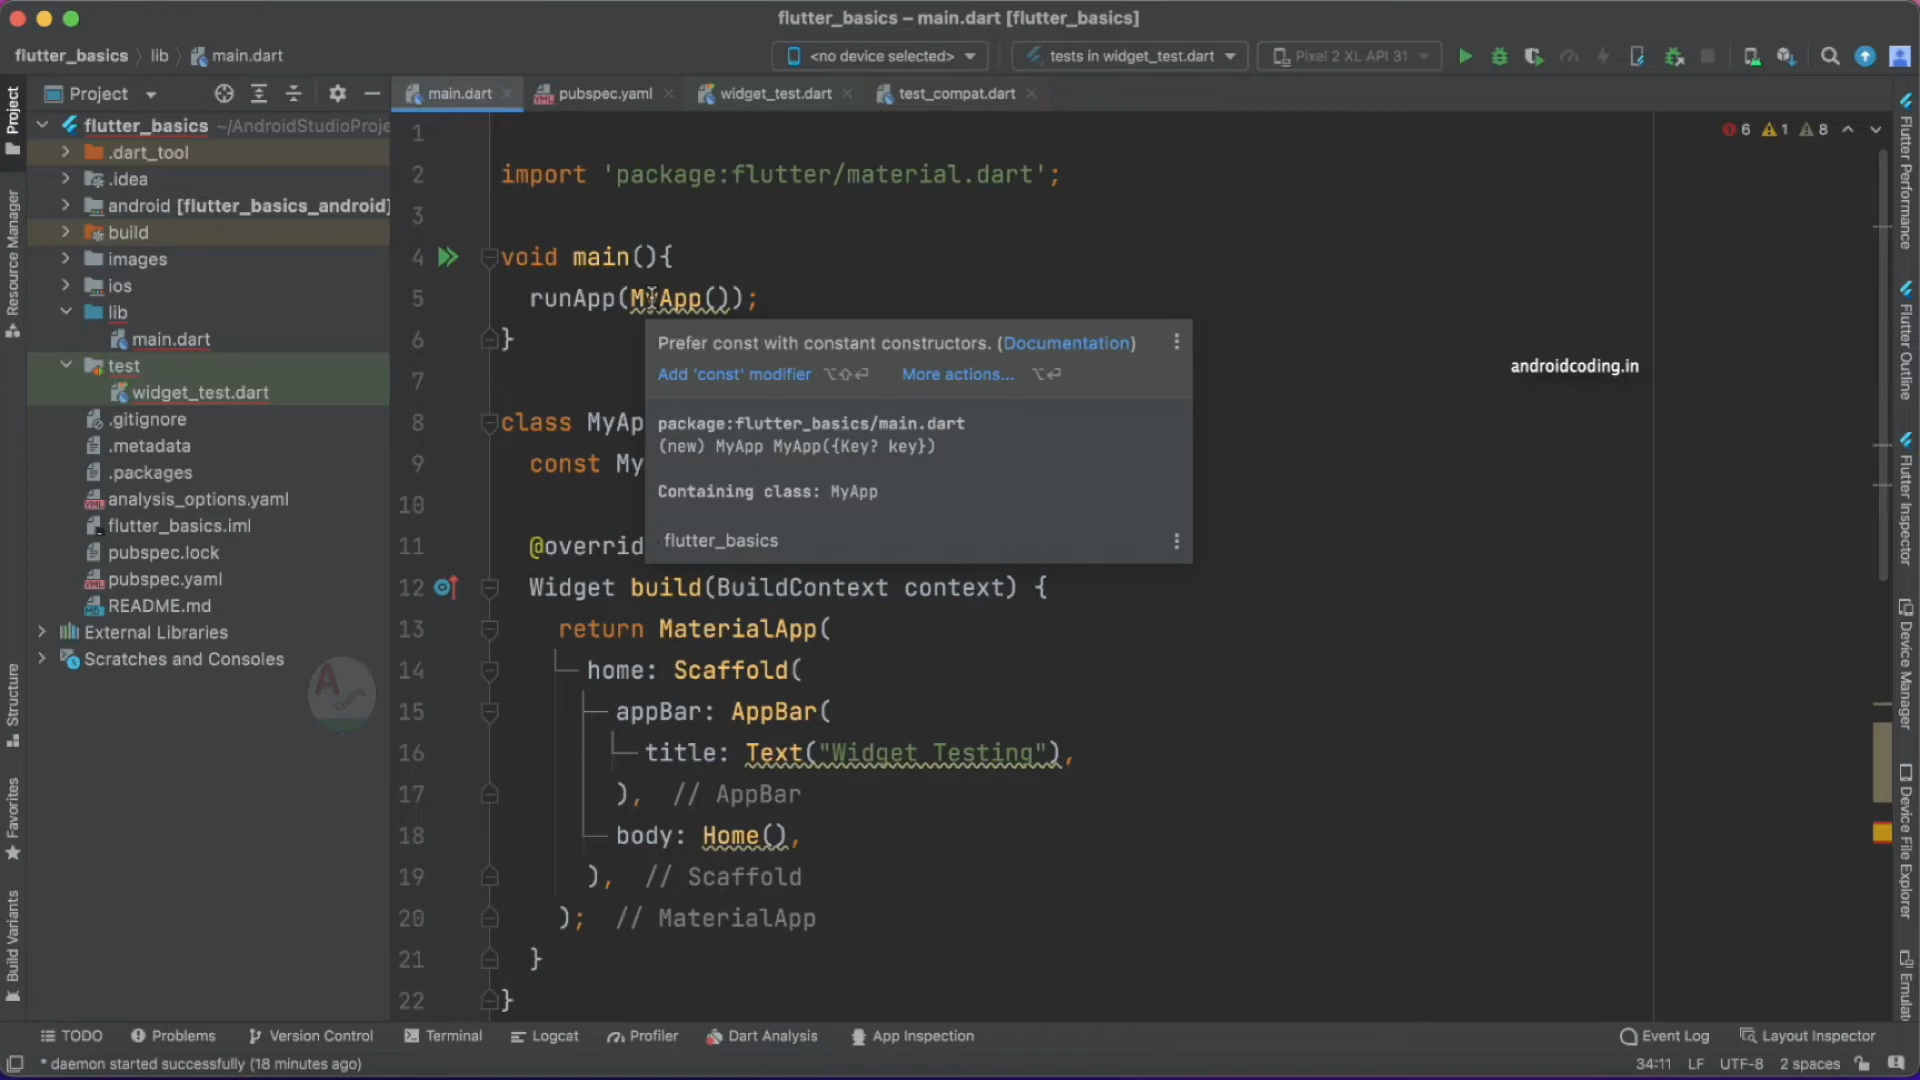 flutter_basics – main.dart [flutter_basics]
flutter_basics lib main.dart
<no device selected> tests in widget_test.dart Pixel 2 XL API 31
Project
main.dart pubspec.yaml widget_test.dart test_compat.dart
flutter_basics ~/AndroidStudioProje
.dart_tool
.idea
android [flutter_basics_android]
build
images
ios
lib
main.dart
test
widget_test.dart
.gitignore
.metadata
.packages
analysis_options.yaml
flutter_basics.iml
pubspec.lock
pubspec.yaml
README.md
External Libraries
Scratches and Consoles
Project
Resource Manager
Structure
Favorites
Build Variants
6 1 8
1
2 import 'package:flutter/material.dart';
3
4 void main(){
5 runApp(MyApp());
6 }
7
8 class MyAp
9 const My
10
11 @overrid
12 Widget build(BuildContext context) {
13 return MaterialApp(
14 home: Scaffold(
15 appBar: AppBar(
16 title: Text("Widget Testing"),
17 ), // AppBar
18 body: Home(),
19 ), // Scaffold
20 ); // MaterialApp
21 }
22 }
Prefer const with constant constructors. (Documentation)
Add 'const' modifier ⌥⇧⏎ More actions... ⌥⏎
package:flutter_basics/main.dart
(new) MyApp MyApp({Key? key})
Containing class: MyApp
flutter_basics
androidcoding.in
A
Coding
Flutter Performance
Flutter Outline
Flutter Inspector
Device Manager
Device File Explorer
Emulat
TODO Problems Version Control Terminal Logcat Profiler Dart Analysis App Inspection Event Log Layout Inspector
* daemon started successfully (18 minutes ago) 34:11 LF UTF-8 2 spaces